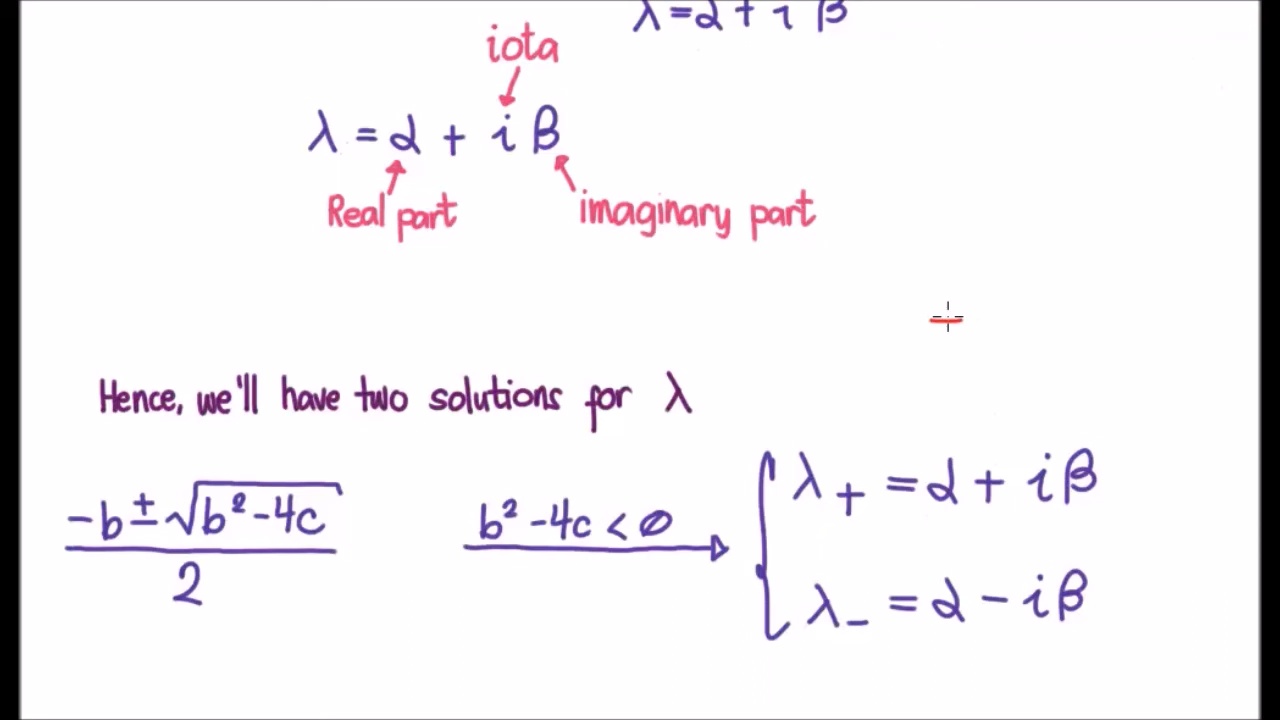 λ = α + i β
iota
λ = α + i β
Real part
imaginary part
Hence, we'll have two solutions for λ
-b ± √(b² - 4c)
2
b² - 4c < 0
λ₊ = α + iβ
λ₋ = α - iβ